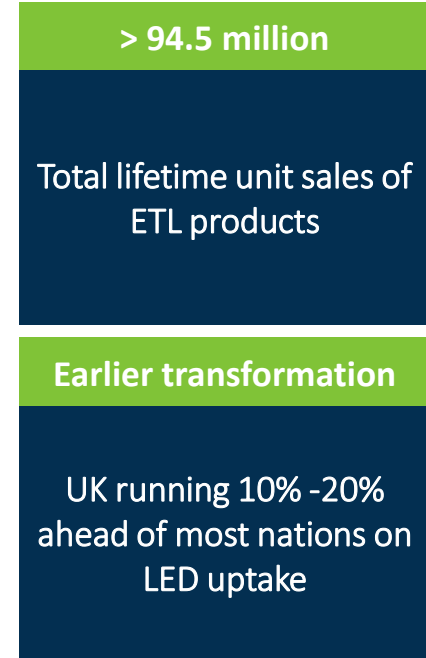 > 94.5 million
Total lifetime unit sales of
ETL products
Earlier transformation
UK running 10% -20%
ahead of most nations on
LED uptake